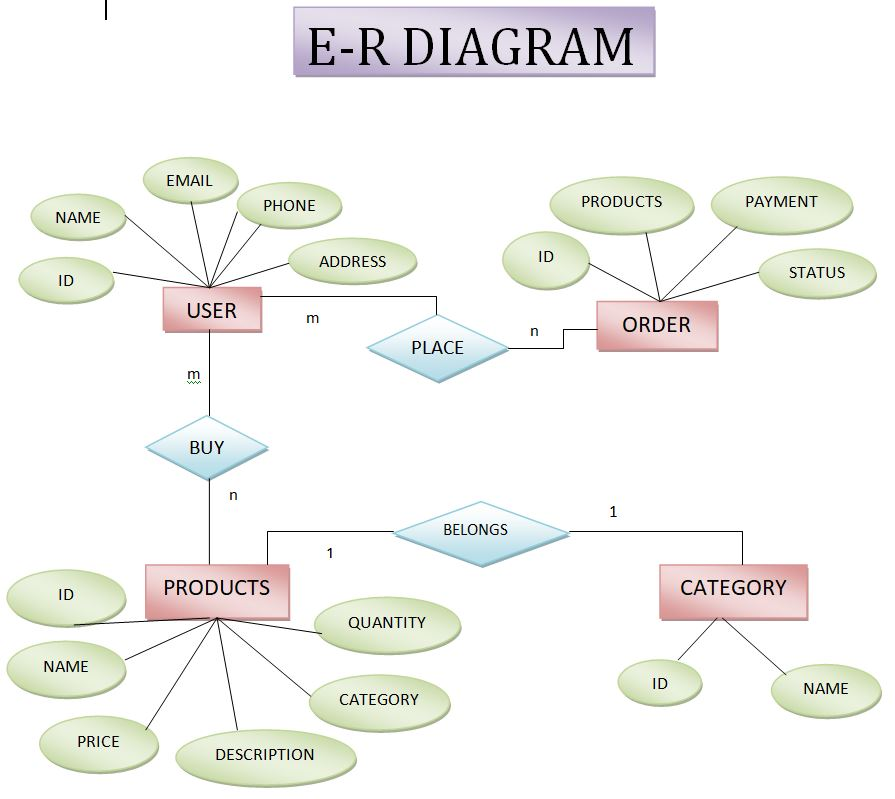 E-R DIAGRAM
EMAIL
NAME
PHONE
ID
ADDRESS
USER
PRODUCTS
PAYMENT
ID
STATUS
ORDER
m
PLACE
n
m
BUY
n
BELONGS
1
1
PRODUCTS
CATEGORY
ID
NAME
PRICE
DESCRIPTION
CATEGORY
QUANTITY
ID
NAME